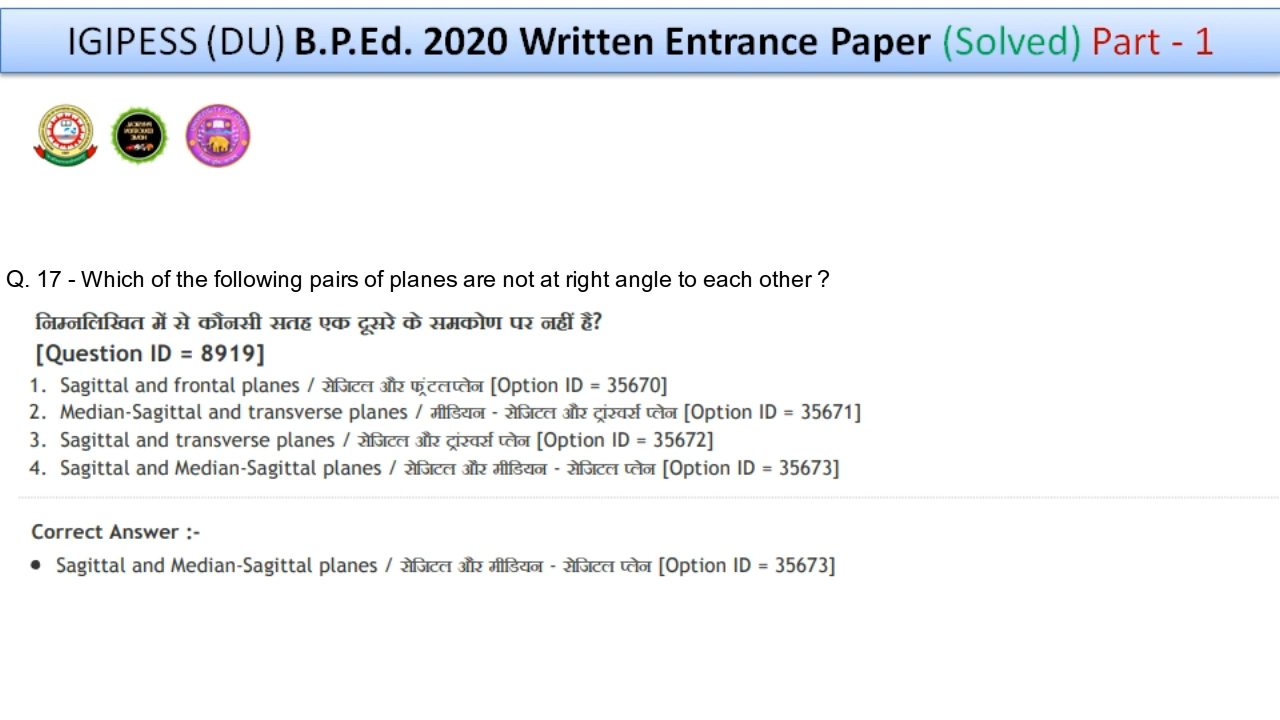 IGIPESS (DU) B.P.Ed. 2020 Written Entrance Paper (Solved) Part - 1
Q. 17 - Which of the following pairs of planes are not at right angle to each other ?
निम्नलिखित में से कौनसी सतह एक दूसरे के समकोण पर नहीं है?
[Question ID = 8919]
1. Sagittal and frontal planes / सेजिटल और फ्रंटलप्लेन [Option ID = 35670]
2. Median-Sagittal and transverse planes / मीडियन - सेजिटल और ट्रांस्वर्स प्लेन [Option ID = 35671]
3. Sagittal and transverse planes / सेजिटल और ट्रांस्वर्स प्लेन [Option ID = 35672]
4. Sagittal and Median-Sagittal planes / सेजिटल और मीडियन - सेजिटल प्लेन [Option ID = 35673]
Correct Answer :-
• Sagittal and Median-Sagittal planes / सेजिटल और मीडियन - सेजिटल प्लेन [Option ID = 35673]